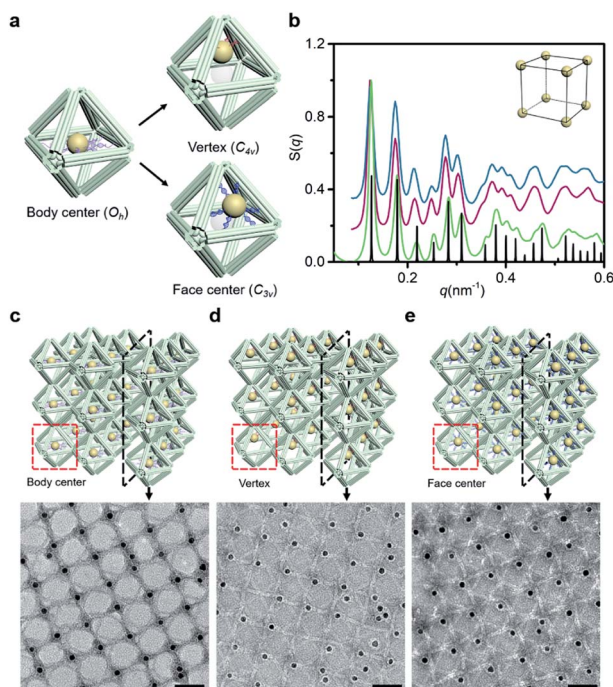 a
Body center (Oh)
Vertex (C4v)
Face center (C3v)
b
S(q)
1.2
0.8
0.4
0.0
0.2
0.4
0.6
q(nm-1)
c
Body center
d
Vertex
e
Face center